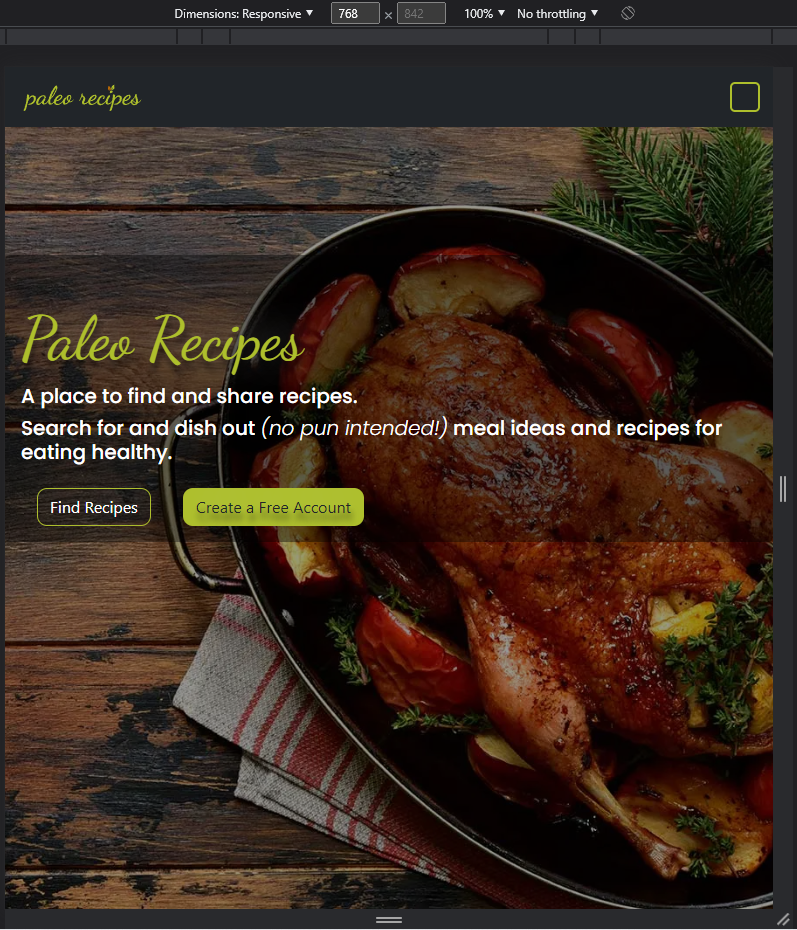 Dimensions: Responsive ▼ 768 × 842 100% ▼ No throttling ▼
paleo recipes
Paleo Recipes
A place to find and share recipes.
Search for and dish out (no pun intended!) meal ideas and recipes for
eating healthy.
Find Recipes Create a Free Account